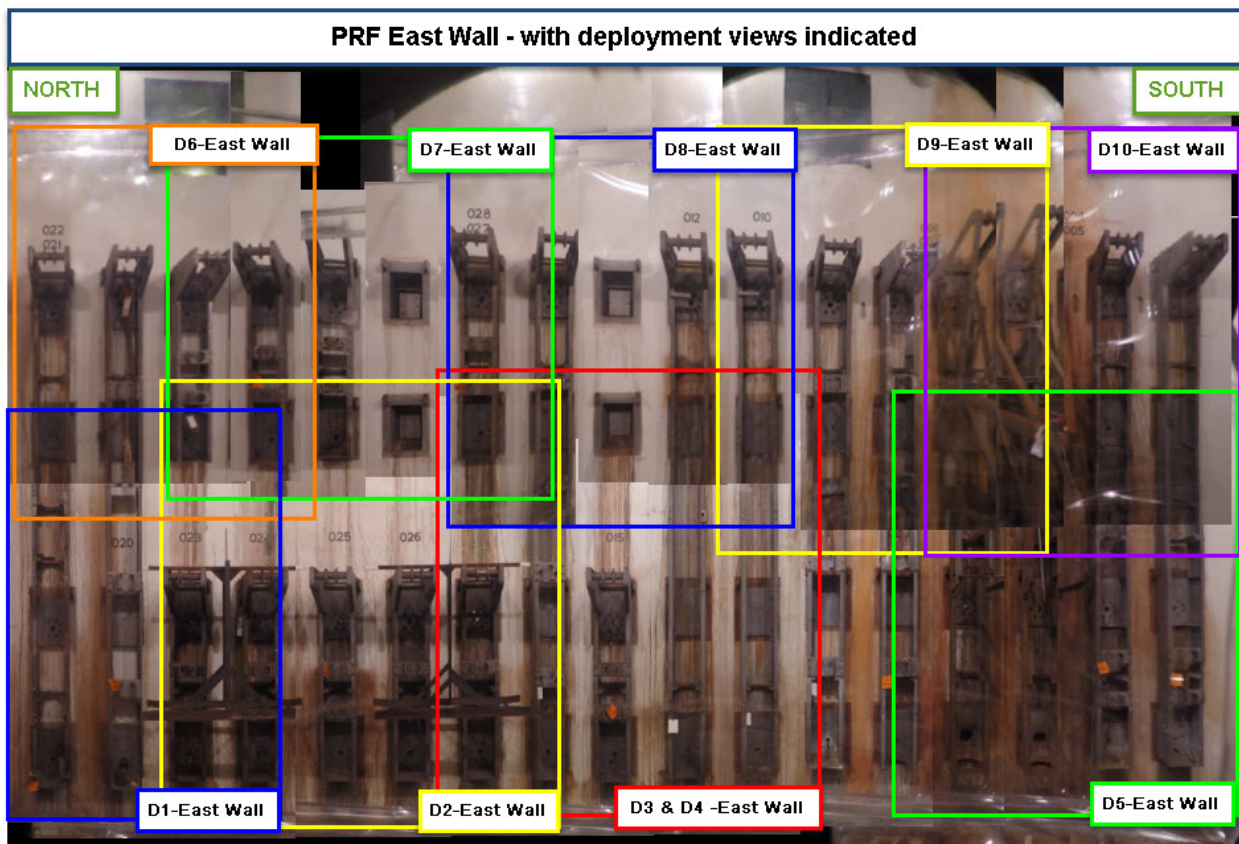 PRF East Wall - with deployment views indicated
NORTH
SOUTH
D6-East Wall
D7-East Wall
D8-East Wall
D9-East Wall
D10-East Wall
022
021
028
012
010
005
020
023
025
026
015
D1-East Wall
D2-East Wall
D3 & D4 -East Wall
D5-East Wall